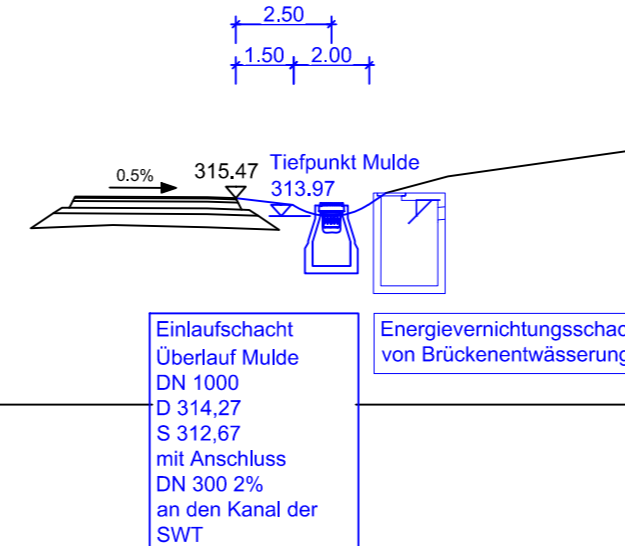 2.50
1.50 2.00
0.5%
315.47
Tiefpunkt Mulde
313.97
Einlaufschacht
Überlauf Mulde
DN 1000
D 314,27
S 312,67
mit Anschluss
DN 300 2%
an den Kanal der
SWT
Energievernichtungsschac
von Brückenentwässerung